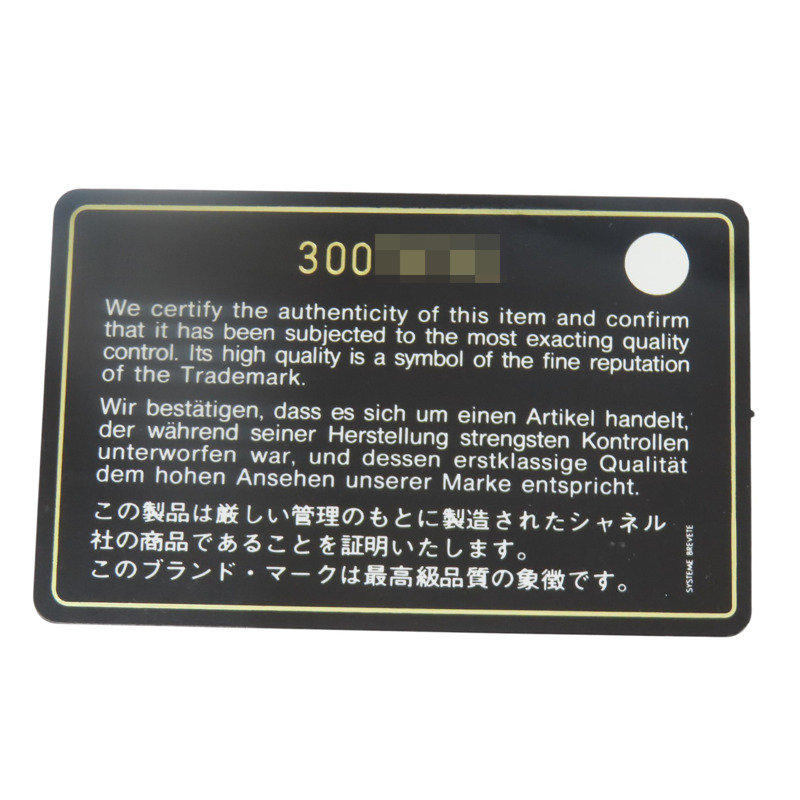 300
We certify the authenticity of this item and confirm
that it has been subjected to the most exacting quality
control. Its high quality is a symbol of the fine reputation
of the Trademark.
Wir bestätigen, dass es sich um einen Artikel handelt,
der während seiner Herstellung strengsten Kontrollen
unterworfen war, und dessen erstklassige Qualität
dem hohen Ansehen unserer Marke entspricht.
この製品は厳しい管理のもとに製造されたシャネル
社の商品であることを証明いたします。
このブランド・マークは最高級品質の象徴です。
SYSTEME BREVETE